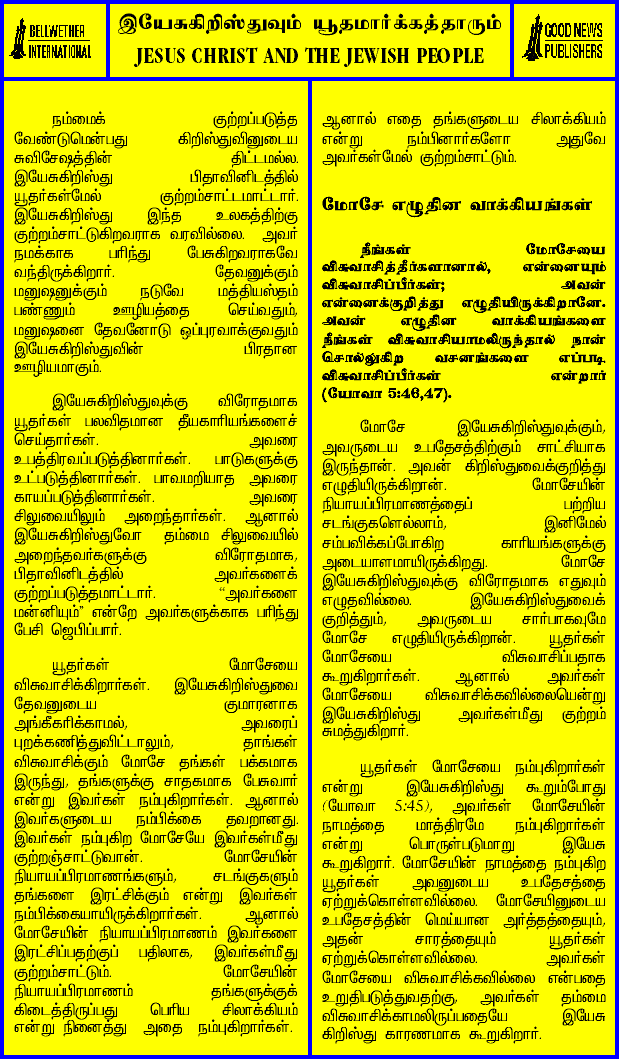 BELLWETHER
INTERNATIONAL
இயேசுகிறிஸ்துவும் யூதமார்க்கத்தாரும்
JESUS CHRIST AND THE JEWISH PEOPLE
GOOD NEWS
PUBLISHERS
நம்மைக் குற்றப்படுத்த
வேண்டுமென்பது கிறிஸ்துவினுடைய
சுவிசேஷத்தின் திட்டமல்ல.
இயேசுகிறிஸ்து பிதாவினிடத்தில்
யூதர்கள்மேல் குற்றம்சாட்டமாட்டார்.
இயேசுகிறிஸ்து இந்த உலகத்திற்கு
குற்றம்சாட்டுகிறவராக வரவில்லை. அவர்
நமக்காக பரிந்து பேசுகிறவராகவே
வந்திருக்கிறார். தேவனுக்கும்
மனுஷனுக்கும் நடுவே மத்தியஸ்தம்
பண்ணும் ஊழியத்தை செய்வதும்,
மனுஷனை தேவனோடு ஒப்புரவாக்குவதும்
இயேசுகிறிஸ்துவின் பிரதான
ஊழியமாகும்.
இயேசுகிறிஸ்துவுக்கு விரோதமாக
யூதர்கள் பலவிதமான தீயகாரியங்களைச்
செய்தார்கள். அவரை
உபத்திரவப்படுத்தினார்கள். பாடுகளுக்கு
உட்படுத்தினார்கள். பாவமறியாத அவரை
காயப்படுத்தினார்கள். அவரை
சிலுவையிலும் அறைந்தார்கள். ஆனால்
இயேசுகிறிஸ்துவோ தம்மை சிலுவையில்
அறைந்தவர்களுக்கு விரோதமாக,
பிதாவினிடத்தில் அவர்களைக்
குற்றப்படுத்தமாட்டார். “அவர்களை
மன்னியும்” என்றே அவர்களுக்காக பரிந்து
பேசி ஜெபிப்பார்.
யூதர்கள் மோசேயை
விசுவாசிக்கிறார்கள். இயேசுகிறிஸ்துவை
தேவனுடைய குமாரனாக
அங்கீகரிக்காமல், அவரைப்
புறக்கணித்துவிட்டாலும், தாங்கள்
விசுவாசிக்கும் மோசே தங்கள் பக்கமாக
இருந்து, தங்களுக்கு சாதகமாக பேசுவார்
என்று இவர்கள் நம்புகிறார்கள். ஆனால்
இவர்களுடைய நம்பிக்கை தவறானது.
இவர்கள் நம்புகிற மோசேயே இவர்கள்மீது
குற்றஞ்சாட்டுவான். மோசேயின்
நியாயப்பிரமாணங்களும், சடங்குகளும்
தங்களை இரட்சிக்கும் என்று இவர்கள்
நம்பிக்கையாயிருக்கிறார்கள். ஆனால்
மோசேயின் நியாயப்பிரமாணம் இவர்களை
இரட்சிப்பதற்குப் பதிலாக, இவர்கள்மீது
குற்றம்சாட்டும். மோசேயின்
நியாயப்பிரமாணம் தங்களுக்குக்
கிடைத்திருப்பது பெரிய சிலாக்கியம்
என்று நினைத்து அதை நம்புகிறார்கள்.
ஆனால் எதை தங்களுடைய சிலாக்கியம்
என்று நம்பினார்களோ அதுவே
அவர்கள்மேல் குற்றம்சாட்டும்.
மோசே எழுதின வாக்கியங்கள்
நீங்கள் மோசேயை
விசுவாசித்தீர்களானால், என்னையும்
விசுவாசிப்பீர்கள்; அவன்
என்னைக்குறித்து எழுதியிருக்கிறானே.
அவன் எழுதின வாக்கியங்களை
நீங்கள் விசுவாசியாமலிருந்தால் நான்
சொல்லுகிற வசனங்களை எப்படி
விசுவாசிப்பீர்கள் என்றார்
(யோவா 5:46,47).
மோசே இயேசுகிறிஸ்துவுக்கும்,
அவருடைய உபதேசத்திற்கும் சாட்சியாக
இருந்தான். அவன் கிறிஸ்துவைக்குறித்து
எழுதியிருக்கிறான். மோசேயின்
நியாயப்பிரமாணத்தைப் பற்றிய
சடங்குகளெல்லாம், இனிமேல்
சம்பவிக்கப்போகிற காரியங்களுக்கு
அடையாளமாயிருக்கிறது. மோசே
இயேசுகிறிஸ்துவுக்கு விரோதமாக எதுவும்
எழுதவில்லை. இயேசுகிறிஸ்துவைக்
குறித்தும், அவருடைய சார்பாகவுமே
மோசே எழுதியிருக்கிறான். யூதர்கள்
மோசேயை விசுவாசிப்பதாக
கூறுகிறார்கள். ஆனால் அவர்கள்
மோசேயை விசுவாசிக்கவில்லையென்று
இயேசுகிறிஸ்து அவர்கள்மீது குற்றம்
சுமத்துகிறார்.
யூதர்கள் மோசேயை நம்புகிறார்கள்
என்று இயேசுகிறிஸ்து கூறும்போது
(யோவா 5:45), அவர்கள் மோசேயின்
நாமத்தை மாத்திரமே நம்புகிறார்கள்
என்று பொருள்படுமாறு இயேசு
கூறுகிறார். மோசேயின் நாமத்தை நம்புகிற
யூதர்கள் அவனுடைய உபதேசத்தை
ஏற்றுக்கொள்ளவில்லை. மோசேயினுடைய
உபதேசத்தின் மெய்யான அர்த்தத்தையும்,
அதன் சாரத்தையும் யூதர்கள்
ஏற்றுக்கொள்ளவில்லை. அவர்கள்
மோசேயை விசுவாசிக்கவில்லை என்பதை
உறுதிபடுத்துவதற்கு, அவர்கள் தம்மை
விசுவாசிக்காமலிருப்பதையே இயேசு
கிறிஸ்து காரணமாக கூறுகிறார்.